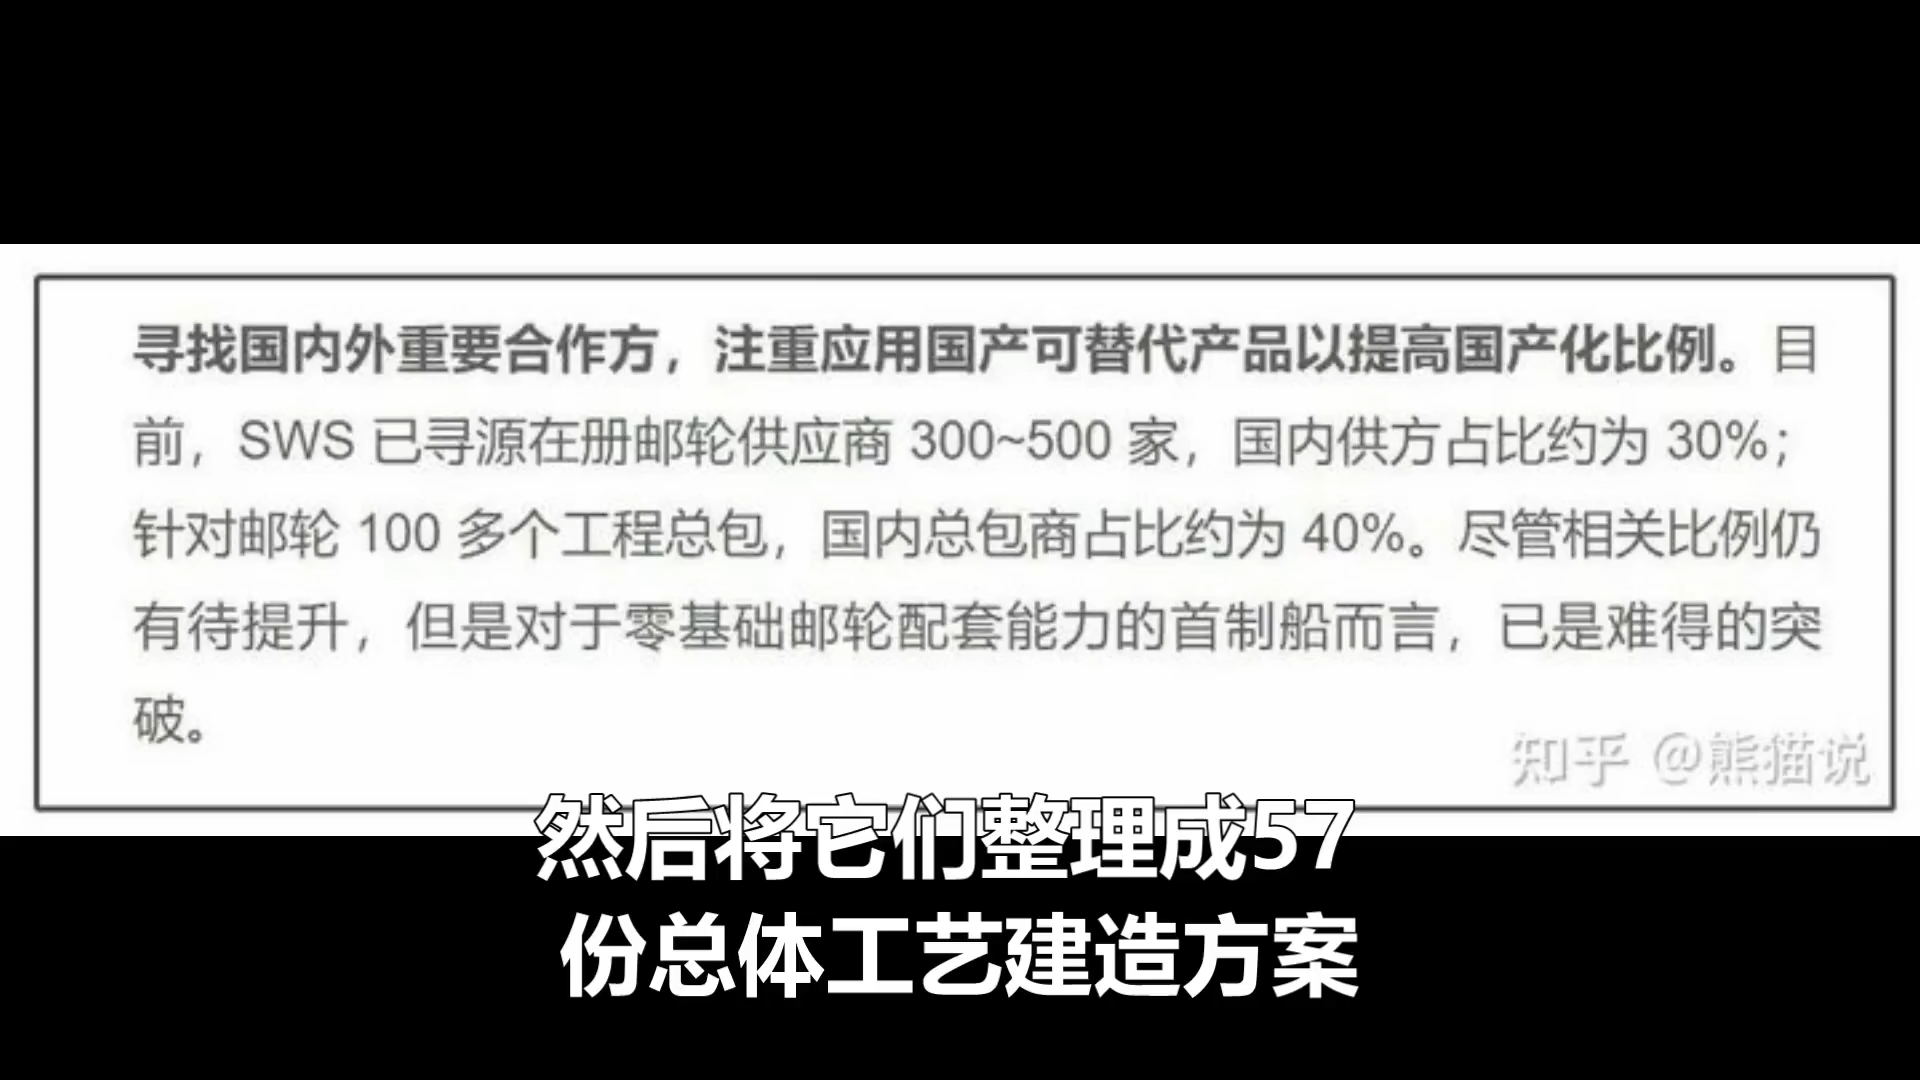 寻找国内外重要合作方，注重应用国产可替代产品以提高国产化比例。目
前，SWS 已寻源在册邮轮供应商 300~500 家，国内供方占比约为 30%；
针对邮轮 100 多个工程总包，国内总包商占比约为 40%。尽管相关比例仍
有待提升，但是对于零基础邮轮配套能力的首制船而言，已是难得的突
破。
知乎 @熊猫说
然后将它们整理成57
份总体工艺建造方案